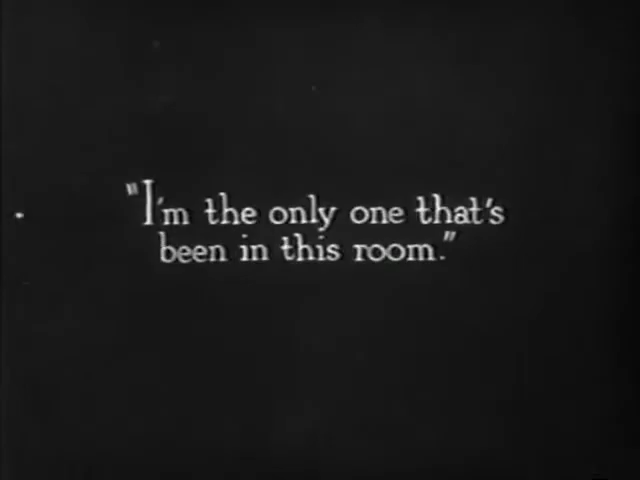 "I'm the only one that's
been in this room."